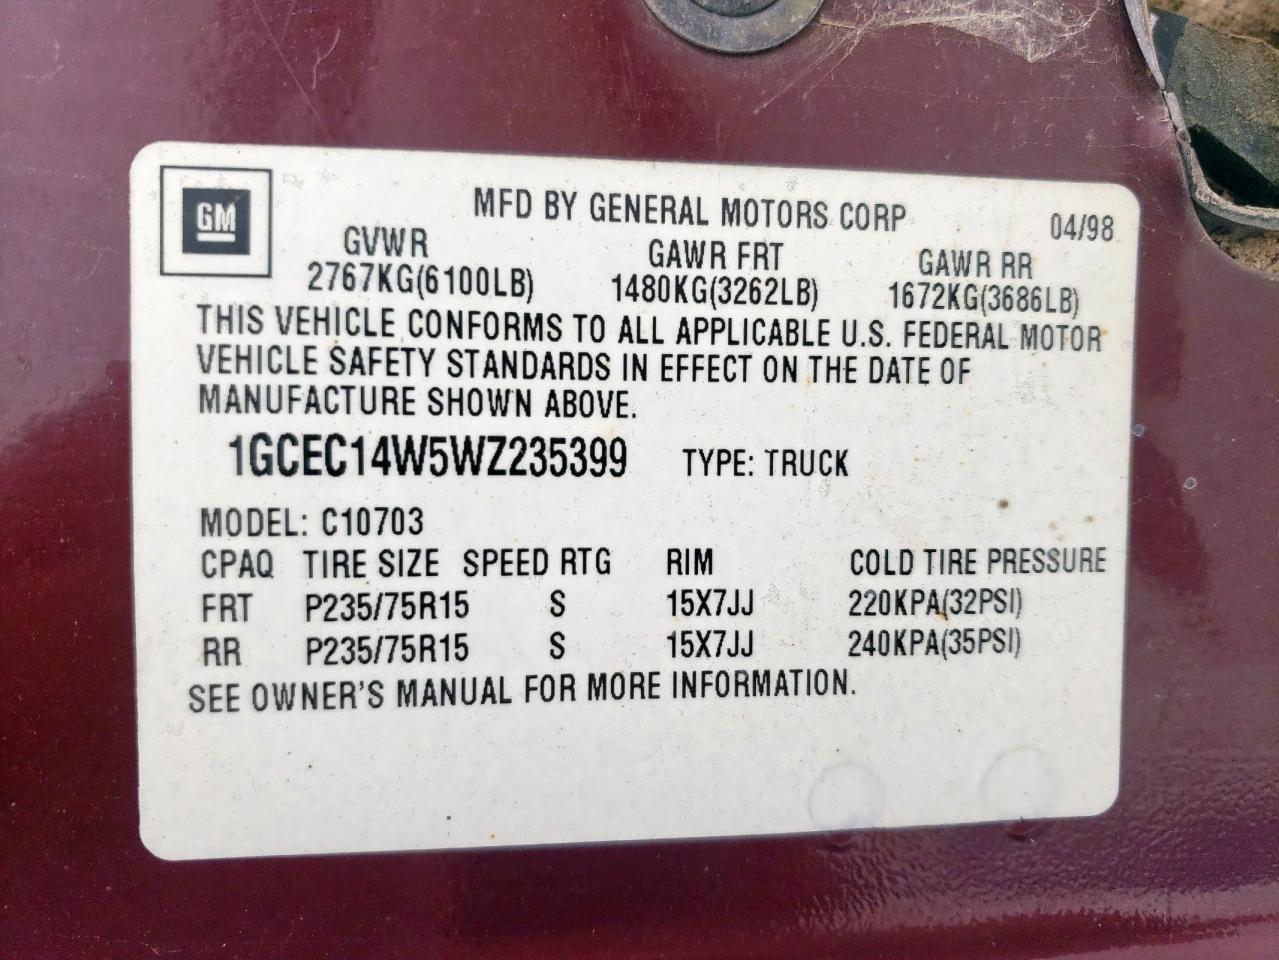 GM
MFD BY GENERAL MOTORS CORP 04/98
GVWR GAWR FRT GAWR RR
2767KG(6100LB) 1480KG(3262LB) 1672KG(3686LB)
THIS VEHICLE CONFORMS TO ALL APPLICABLE U.S. FEDERAL MOTOR
VEHICLE SAFETY STANDARDS IN EFFECT ON THE DATE OF
MANUFACTURE SHOWN ABOVE.
1GCEC14W5WZ235399 TYPE: TRUCK
MODEL: C10703
CPAQ TIRE SIZE SPEED RTG RIM COLD TIRE PRESSURE
FRT P235/75R15 S 15X7JJ 220KPA(32PSI)
RR P235/75R15 S 15X7JJ 240KPA(35PSI)
SEE OWNER'S MANUAL FOR MORE INFORMATION.